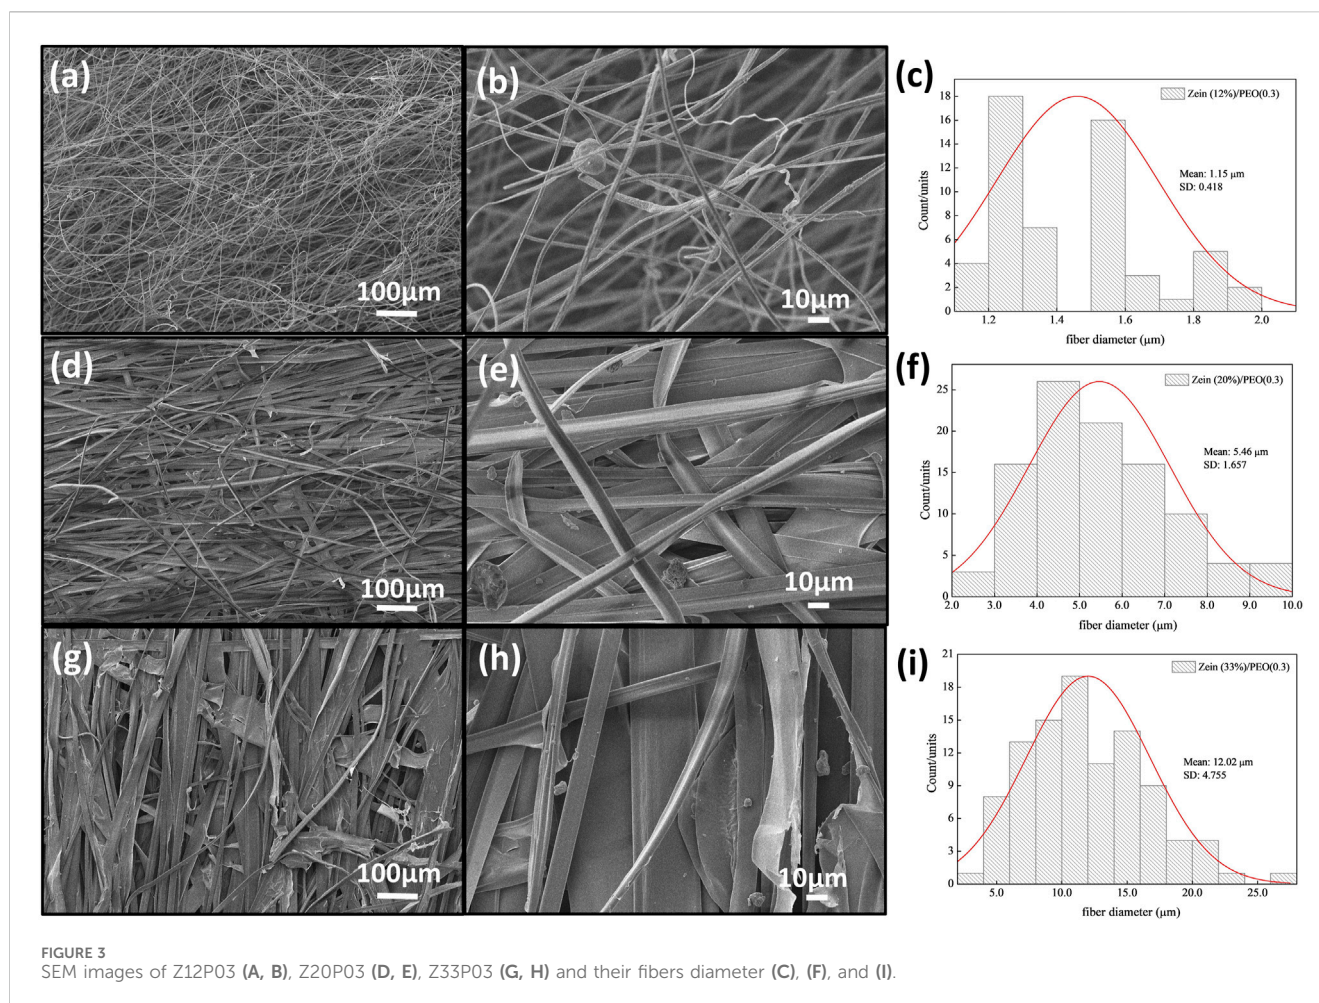 (a)
100μm
(b)
10μm
(c)
Zein (12%)/PEO(0.3)
Mean: 1.15 μm
SD: 0.418
Count/units
18
16
14
12
10
8
6
4
2
0
1.2 1.4 1.6 1.8 2.0
fiber diameter (μm)
(d)
100μm
(e)
10μm
(f)
Zein (20%)/PEO(0.3)
Mean: 5.46 μm
SD: 1.657
Count/units
25
20
15
10
5
0
2.0 3.0 4.0 5.0 6.0 7.0 8.0 9.0 10.0
fiber diameter (μm)
(g)
100μm
(h)
10μm
(i)
Zein (33%)/PEO(0.3)
Mean: 12.02 μm
SD: 4.755
Count/units
21
18
15
12
9
6
3
0
5.0 10.0 15.0 20.0 25.0
fiber diameter (μm)
FIGURE 3
SEM images of Z12P03 (A, B), Z20P03 (D, E), Z33P03 (G, H) and their fibers diameter (C), (F), and (I).